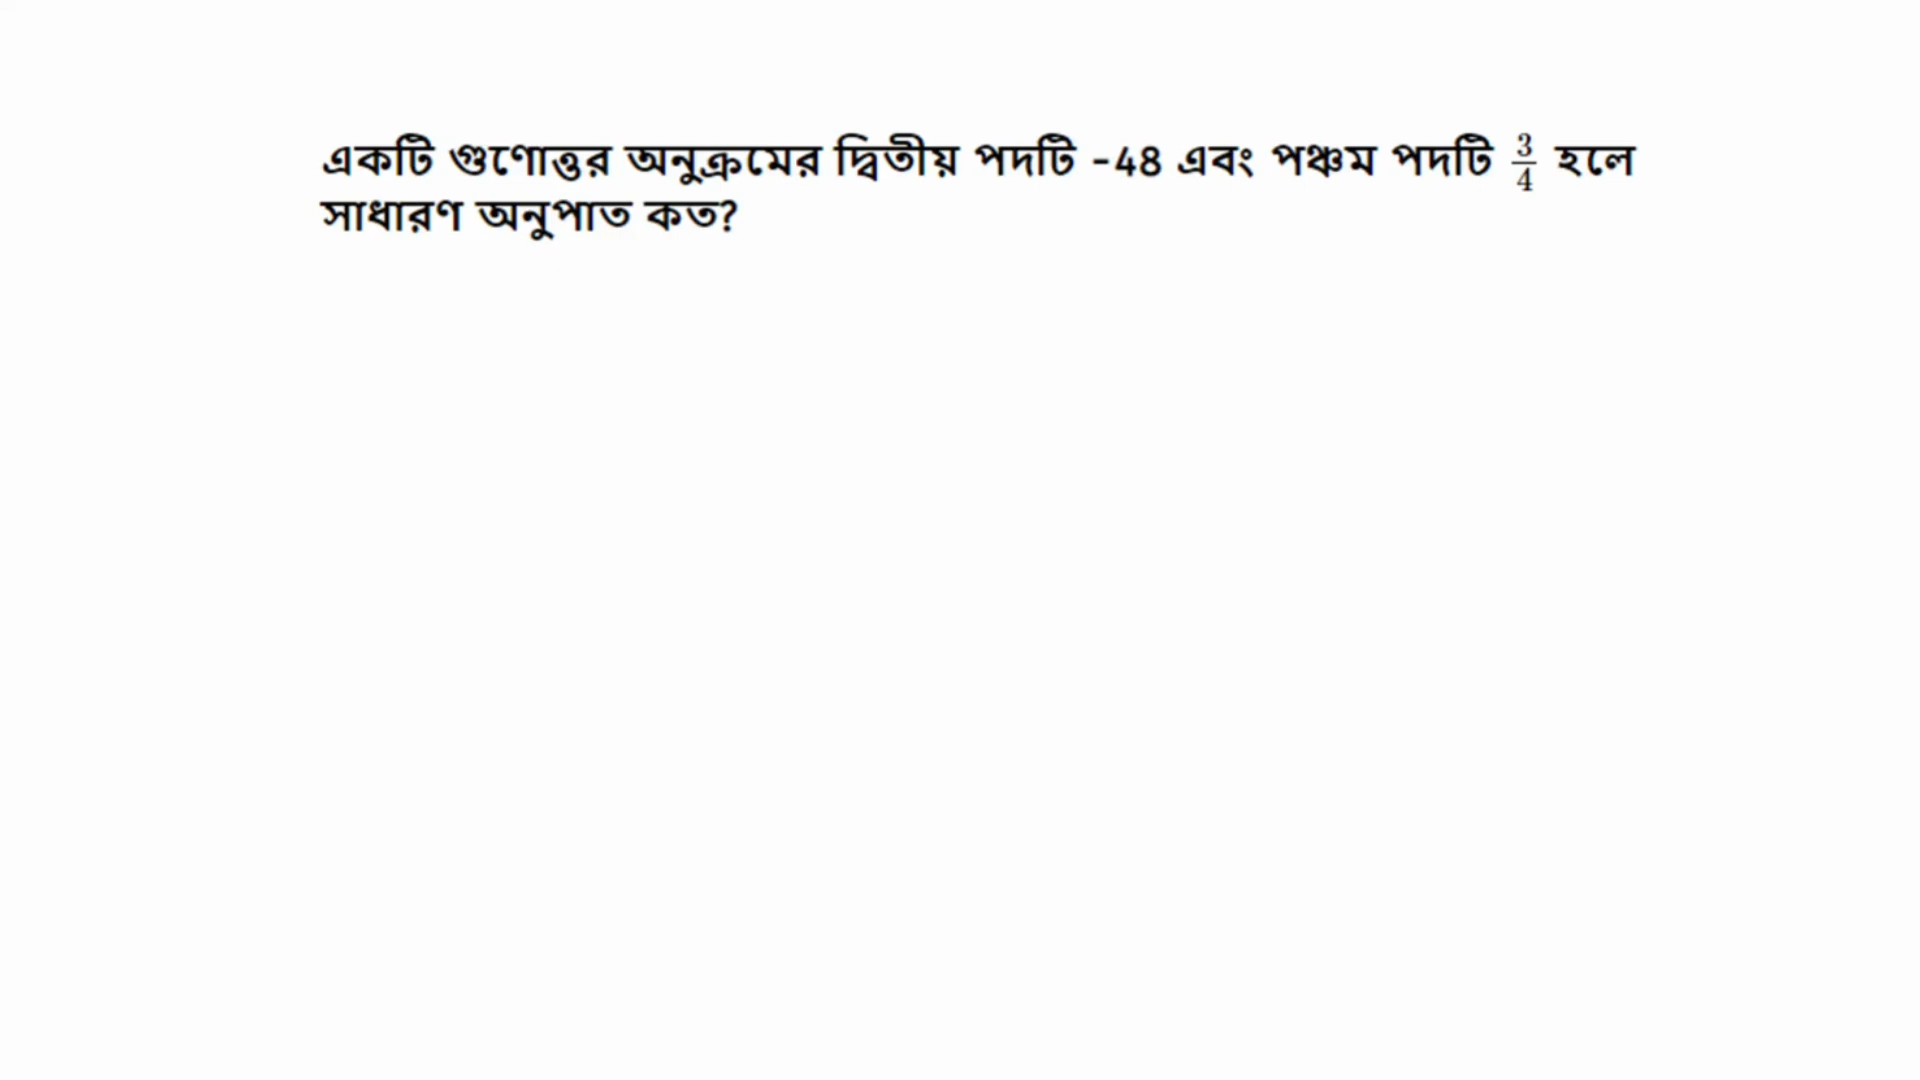 একটি গুণোত্তর অনুক্রমের দ্বিতীয় পদটি -48 এবং পঞ্চম পদটি 3/4 হলে
সাধারণ অনুপাত কত?